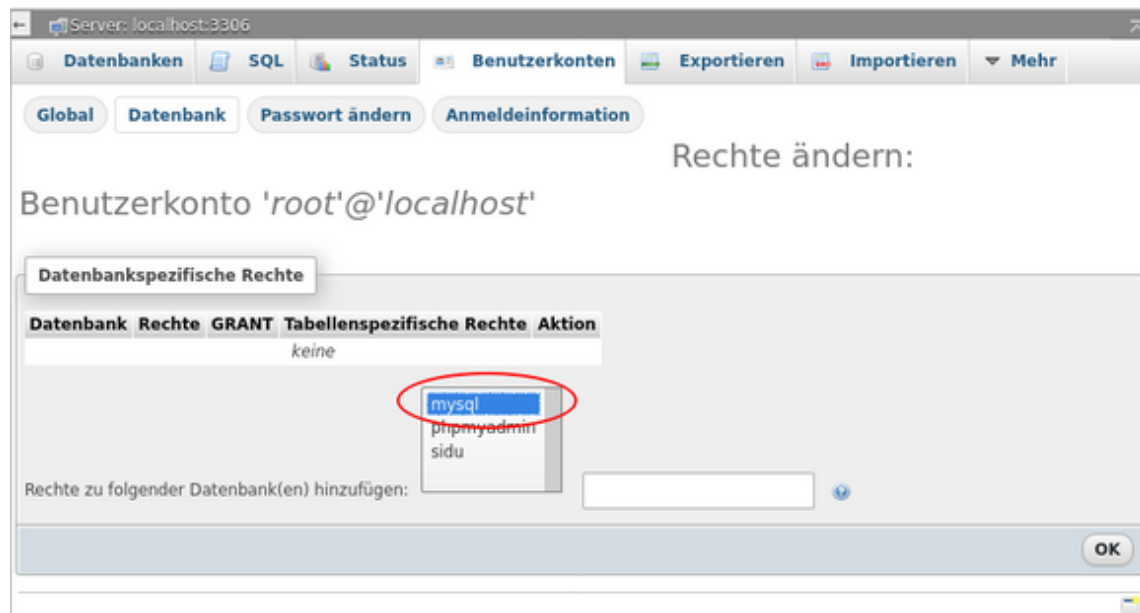 Server: localhost:3306
Datenbanken SQL Status Benutzerkonten Exportieren Importieren Mehr
Global Datenbank Passwort ändern Anmeldeinformation
Rechte ändern:
Benutzerkonto 'root'@'localhost'
Datenbankspezifische Rechte
Datenbank Rechte GRANT Tabellenspezifische Rechte Aktion
keine
mysql
phpmyadmin
sidu
Rechte zu folgender Datenbank(en) hinzufügen:
OK